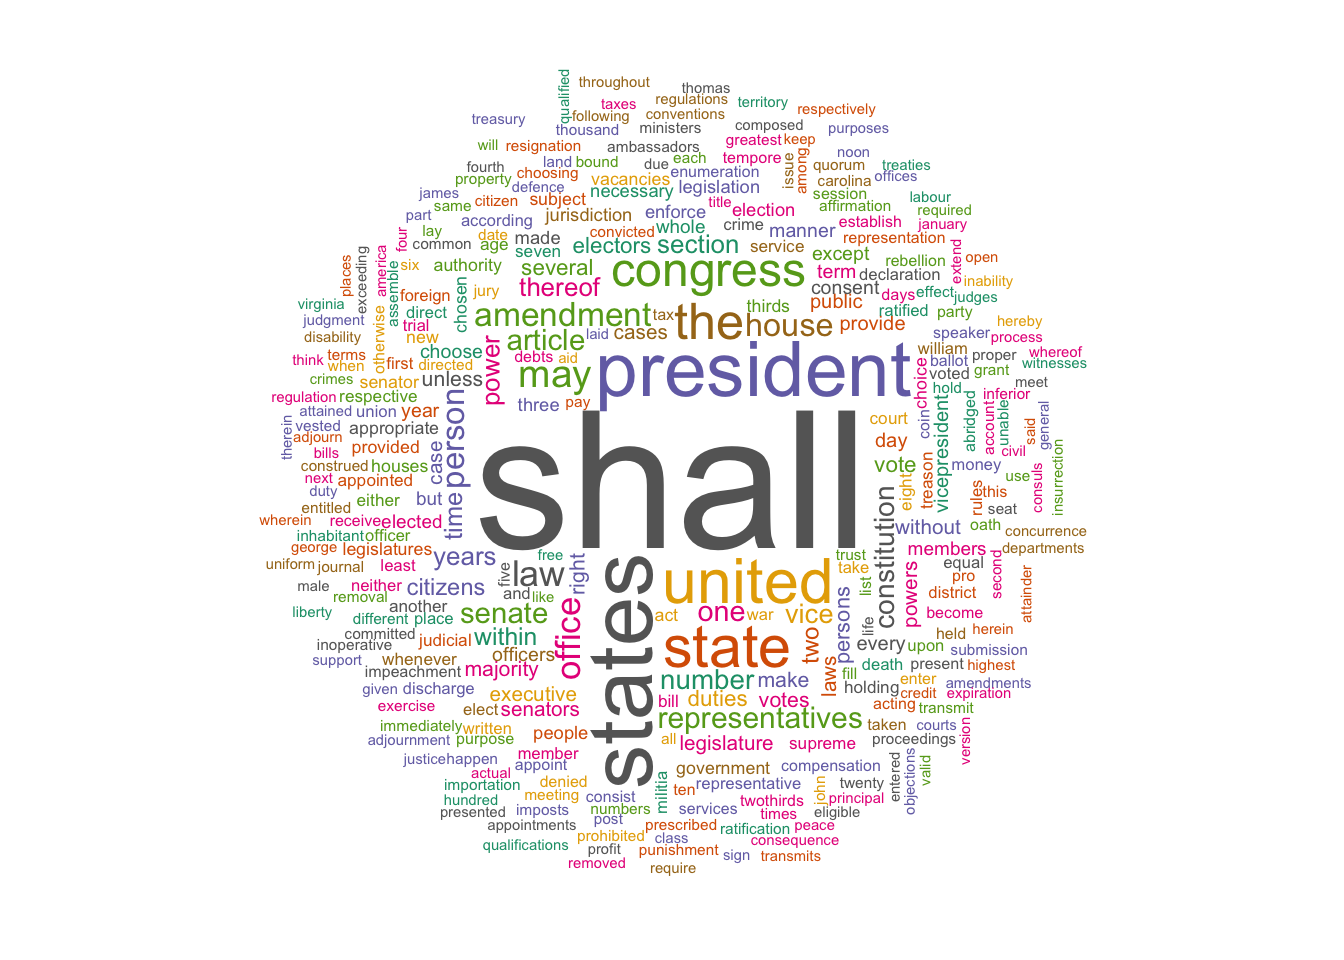 throughout
thomas
qualified
taxes
regulations
territory
respectively
treasury
following
conventions
thousand
ministers
composed
purposes
will
resignation
ambassadors
greatest
keep
fourth
land
bound
due
each
tempore
issue
among
quorum
noon
treaties
property
choosing
vacancies
enumeration
carolina
offices
james
same
citizen
defence
subject
necessary
legislation
title
session
affirmation
labour
required
part
lay
according
jurisdiction
enforce
whole
election
crime
manner
establish
january
four
common
date
age
made
seven
convicted
electors
section
service
except
representation
rebellion
extend
open
places
exceeding
america
assemble
six
authority
several
congress
term
declaration
inability
virginia
foreign
jury
thereof
consent
days
effect
judges
judgment
direct
chosen
amendment
tax
the
thirds
public
ratified
party
hereby
disability
otherwise
trial
new
article
laid
cases
house
provide
speaker
process
think
terms
when
first
choose
directed
power
debts
aid
may
president
william
ballot
proper
whereof
witnesses
crimes
senator
unless
voted
grant
meet
regulation
respective
three
pay
choice
hold
inferior
attained
union
year
person
shall
court
coin
vicepresident
abridged
account
unable
said
general
therein
vested
adjourn
appropriate
day
bills
provided
case
vote
treason
money
civil
construed
houses
next
appointed
eight
use
consuls
insurrection
duty
entitled
either
but
time
constitution
rules
this
seat
wherein
receive
elected
without
oath
concurrence
inhabitant
officer
george
legislatures
years
free
law
trust
members
departments
uniform
journal
least
five
right
states
united
take
equal
second
attainder
male
neither
citizens
and
like
list
powers
pro
district
liberty
removal
another
senate
office
act
one
war
vice
persons
life
become
herein
different
place
committed
judicial
within
state
two
every
upon
held
submission
inoperative
support
whenever
officers
laws
death
present
highest
impeachment
majority
number
make
fill
holding
enter
amendments
given
discharge
executive
bill
duties
votes
credit
expiration
exercise
elect
senators
representatives
acting
transmit
immediately
written
people
all
legislature
supreme
taken
courts
adjournment
purpose
proceedings
version
justice
happen
member
appoint
government
compensation
entered
objections
valid
actual
importation
denied
militia
ten
representative
twenty
hundred
meeting
consist
twothirds
john
principal
presented
imposts
numbers
services
times
eligible
appointments
post
prescribed
ratification
peace
qualifications
prohibited
class
consequence
profit
punishment
sign
transmits
removed
require